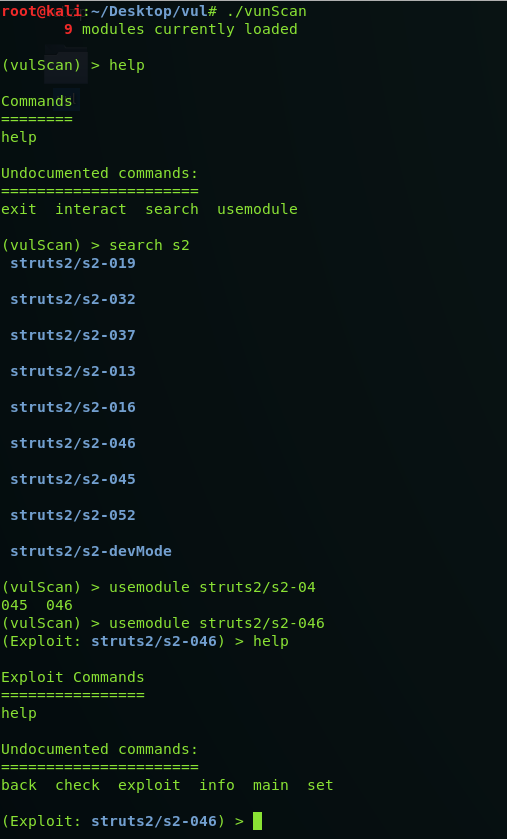 root@kali:~/Desktop/vul# ./vunScan
9 modules currently loaded
(vulScan) > help
Commands
========
help
Undocumented commands:
======================
exit  interact  search  usemodule
(vulScan) > search s2
struts2/s2-019
struts2/s2-032
struts2/s2-037
struts2/s2-013
struts2/s2-016
struts2/s2-046
struts2/s2-045
struts2/s2-052
struts2/s2-devMode
(vulScan) > usemodule struts2/s2-04
045  046
(vulScan) > usemodule struts2/s2-046
(Exploit: struts2/s2-046) > help
Exploit Commands
================
help
Undocumented commands:
======================
back  check  exploit  info  main  set
(Exploit: struts2/s2-046) >